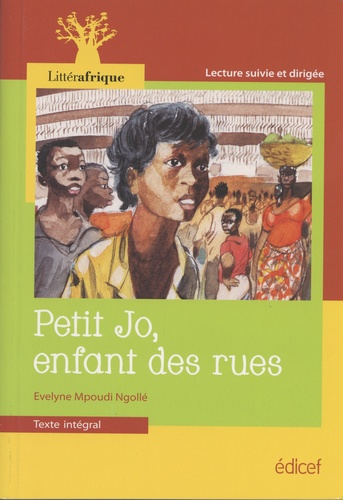 Littérafrique
Lecture suivie et dirigée
Petit Jo,
enfant des rues
Evelyne Mpoudi Ngollé
Texte intégral
édicef